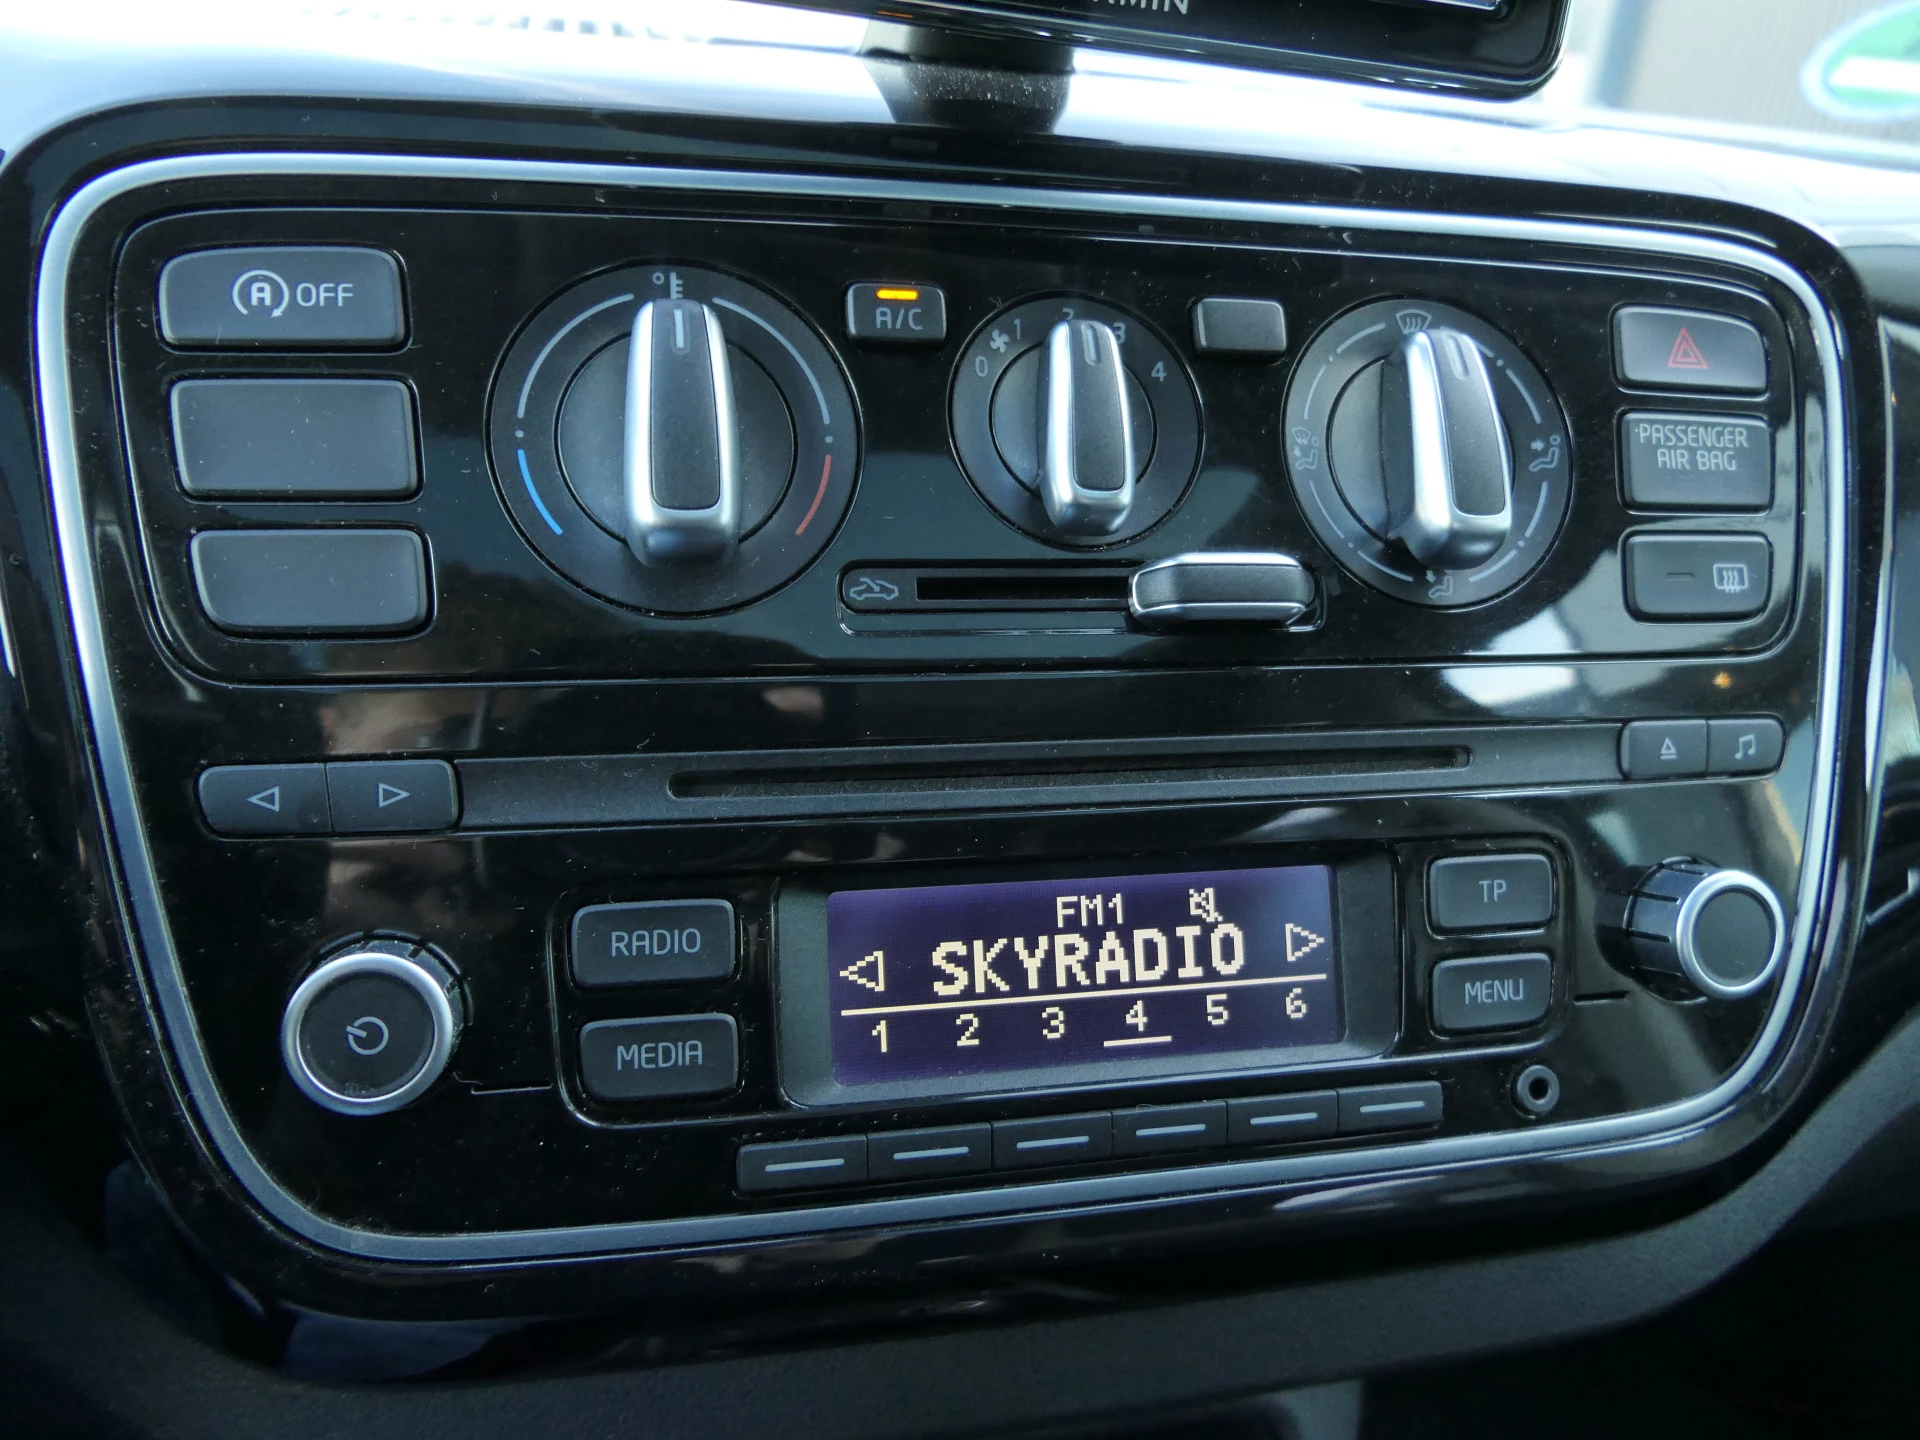 A OFF
A/C
0 1 2 3 4
PASSENGER
AIR BAG
RADIO
MEDIA
FM1
SKYRADIO
1 2 3 4 5 6
TP
MENU